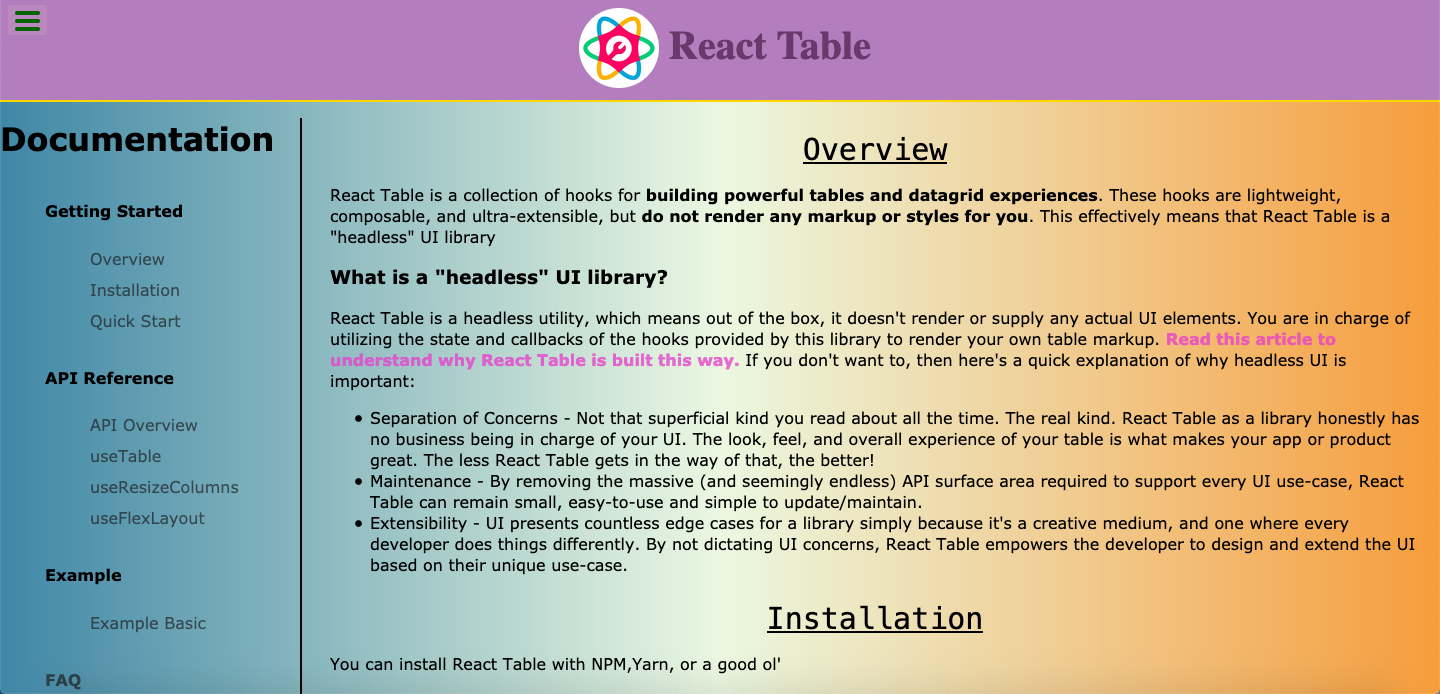 React Table
Documentation
Getting Started
Overview
Installation
Quick Start
API Reference
API Overview
useTable
useResizeColumns
useFlexLayout
Example
Example Basic
FAQ
Overview
React Table is a collection of hooks for building powerful tables and datagrid experiences. These hooks are lightweight,
composable, and ultra-extensible, but do not render any markup or styles for you. This effectively means that React Table is a
"headless" UI library
What is a "headless" UI library?
React Table is a headless utility, which means out of the box, it doesn't render or supply any actual UI elements. You are in charge of
utilizing the state and callbacks of the hooks provided by this library to render your own table markup. Read this article to
understand why React Table is built this way. If you don't want to, then here's a quick explanation of why headless UI is
important:
• Separation of Concerns - Not that superficial kind you read about all the time. The real kind. React Table as a library honestly has
no business being in charge of your UI. The look, feel, and overall experience of your table is what makes your app or product
great. The less React Table gets in the way of that, the better!
• Maintenance - By removing the massive (and seemingly endless) API surface area required to support every UI use-case, React
Table can remain small, easy-to-use and simple to update/maintain.
• Extensibility - UI presents countless edge cases for a library simply because it's a creative medium, and one where every
developer does things differently. By not dictating UI concerns, React Table empowers the developer to design and extend the UI
based on their unique use-case.
Installation
You can install React Table with NPM,Yarn, or a good ol'